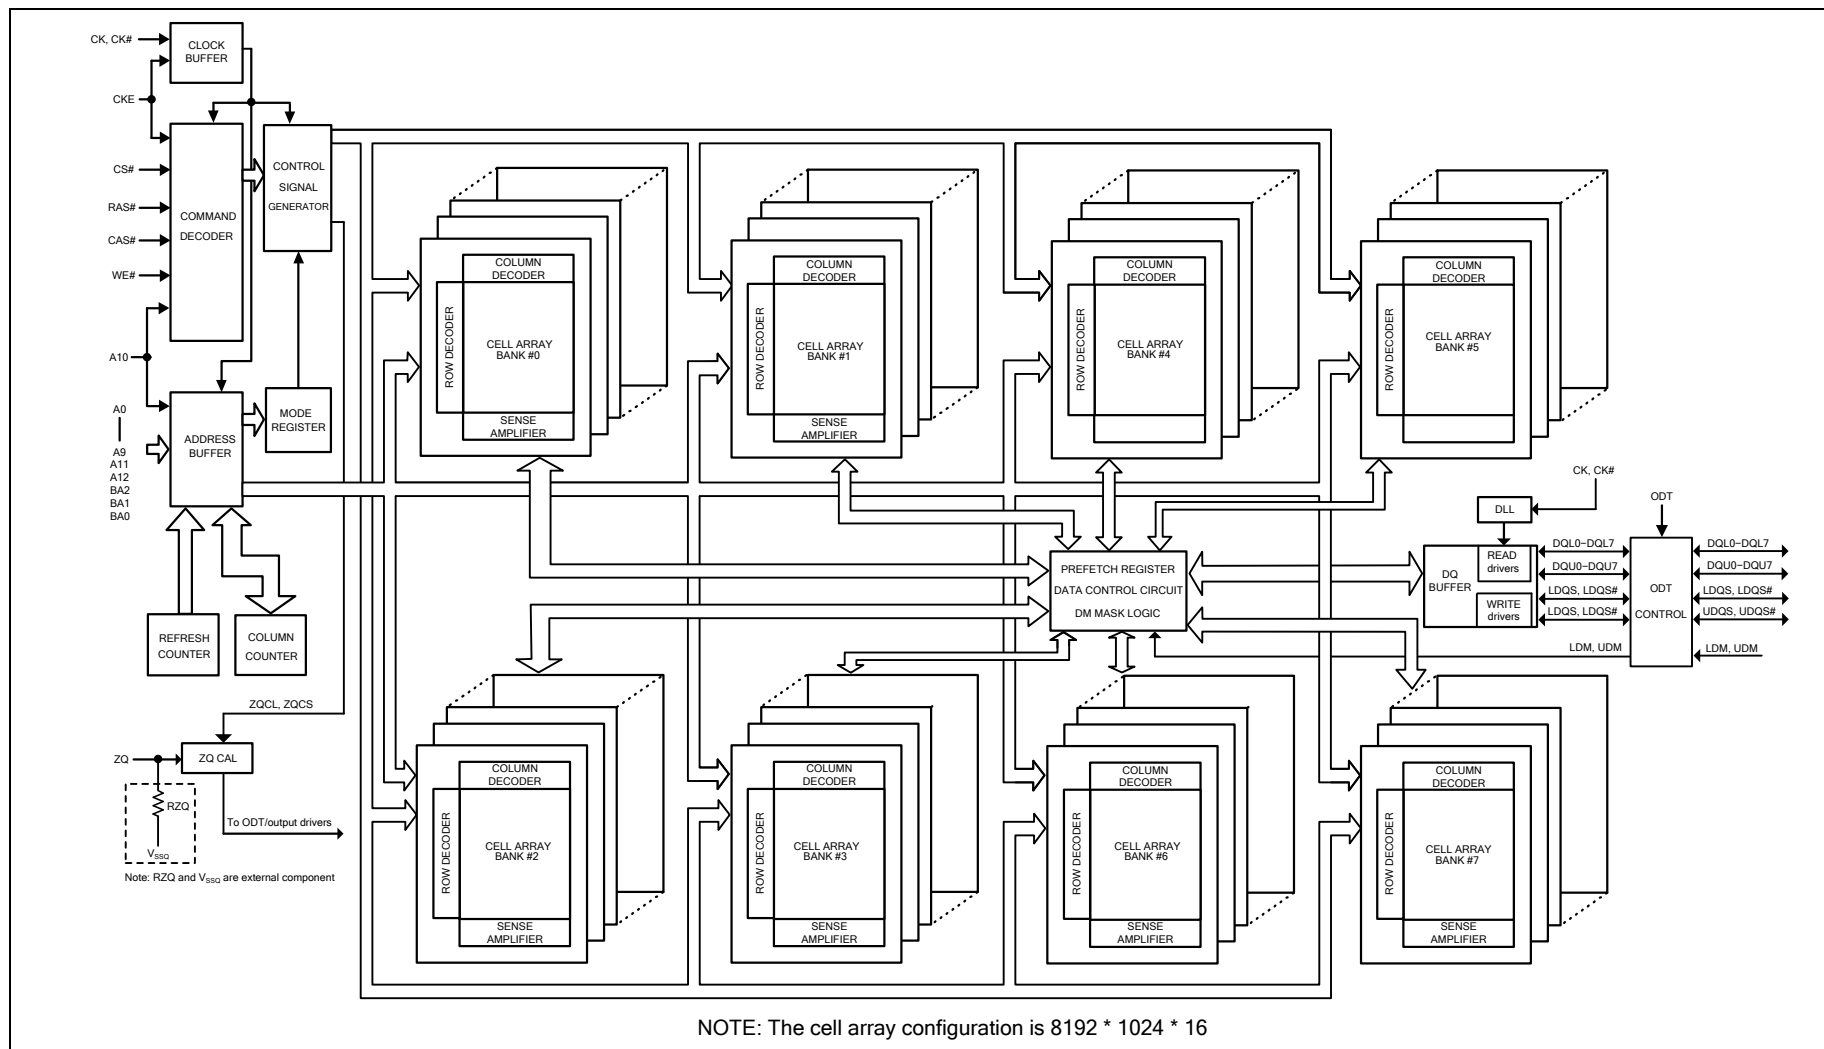 CK, CK#
CLOCK
BUFFER
CKE
CS#
RAS#
CAS#
WE#
A10
COMMAND
DECODER
CONTROL
SIGNAL
GENERATOR
A0
A9
A11
A12
BA2
BA1
BA0
ADDRESS
BUFFER
MODE
REGISTER
REFRESH
COUNTER
COLUMN
COUNTER
ZQCL, ZQCS
ZQ
ZQ CAL
RZQ
VSSQ
To ODT/output drivers
Note: RZQ and VSSQ are external component
COLUMN
DECODER
ROW DECODER
CELL ARRAY
BANK #0
SENSE
AMPLIFIER
COLUMN
DECODER
ROW DECODER
CELL ARRAY
BANK #1
SENSE
AMPLIFIER
COLUMN
DECODER
ROW DECODER
CELL ARRAY
BANK #4
COLUMN
DECODER
ROW DECODER
CELL ARRAY
BANK #5
PREFETCH REGISTER
DATA CONTROL CIRCUIT
DM MASK LOGIC
CK, CK#
DLL
ODT
DQ
BUFFER
READ
drivers
WRITE
drivers
DQL0~DQL7
DQU0~DQU7
LDQS, LDQS#
LDQS, LDQS#
ODT
CONTROL
DQL0~DQL7
DQU0~DQU7
LDQS, LDQS#
UDQS, UDQS#
LDM, UDM
LDM, UDM
COLUMN
DECODER
ROW DECODER
CELL ARRAY
BANK #2
SENSE
AMPLIFIER
COLUMN
DECODER
ROW DECODER
CELL ARRAY
BANK #3
SENSE
AMPLIFIER
COLUMN
DECODER
ROW DECODER
CELL ARRAY
BANK #6
SENSE
AMPLIFIER
COLUMN
DECODER
ROW DECODER
CELL ARRAY
BANK #7
SENSE
AMPLIFIER
NOTE: The cell array configuration is 8192 * 1024 * 16